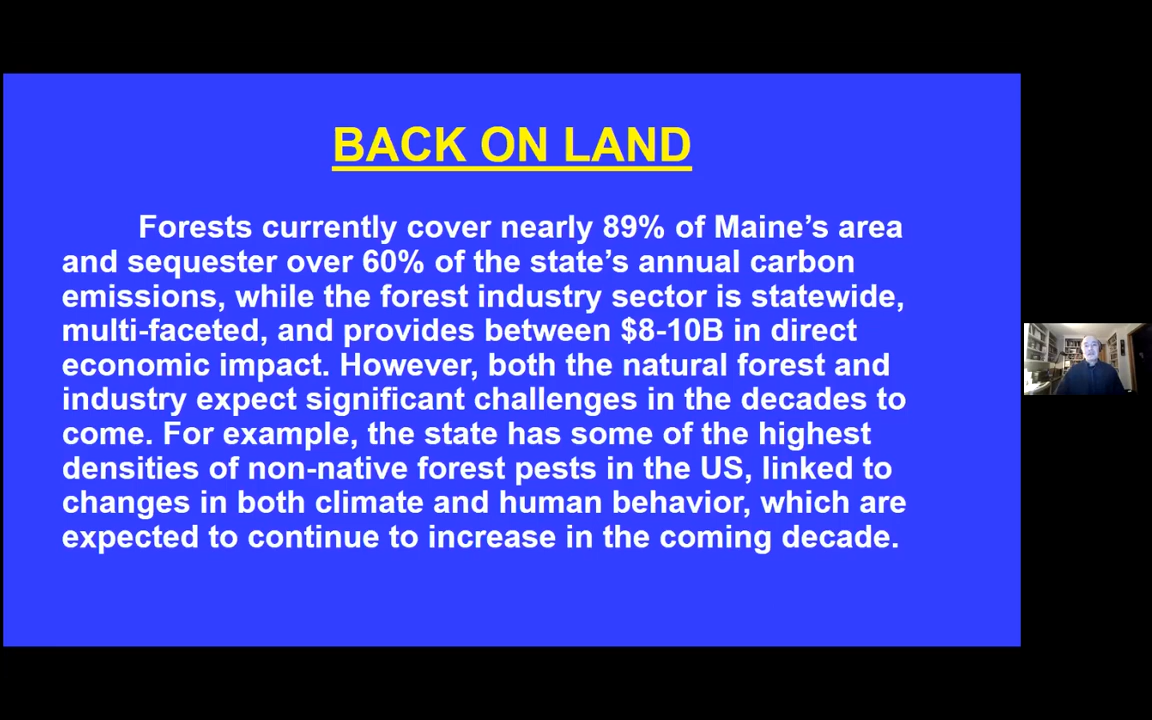 BACK ON LAND
Forests currently cover nearly 89% of Maine’s area
and sequester over 60% of the state’s annual carbon
emissions, while the forest industry sector is statewide,
multi-faceted, and provides between $8-10B in direct
economic impact. However, both the natural forest and
industry expect significant challenges in the decades to
come. For example, the state has some of the highest
densities of non-native forest pests in the US, linked to
changes in both climate and human behavior, which are
expected to continue to increase in the coming decade.